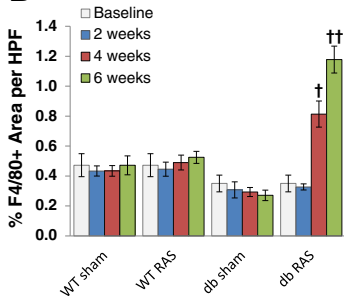 Baseline
2 weeks
4 weeks
6 weeks
% F4/80+ Area per HPF
1.4
1.2
1.0
0.8
0.6
0.4
0.2
0.0
†
††
WT sham
WT RAS
db sham
db RAS